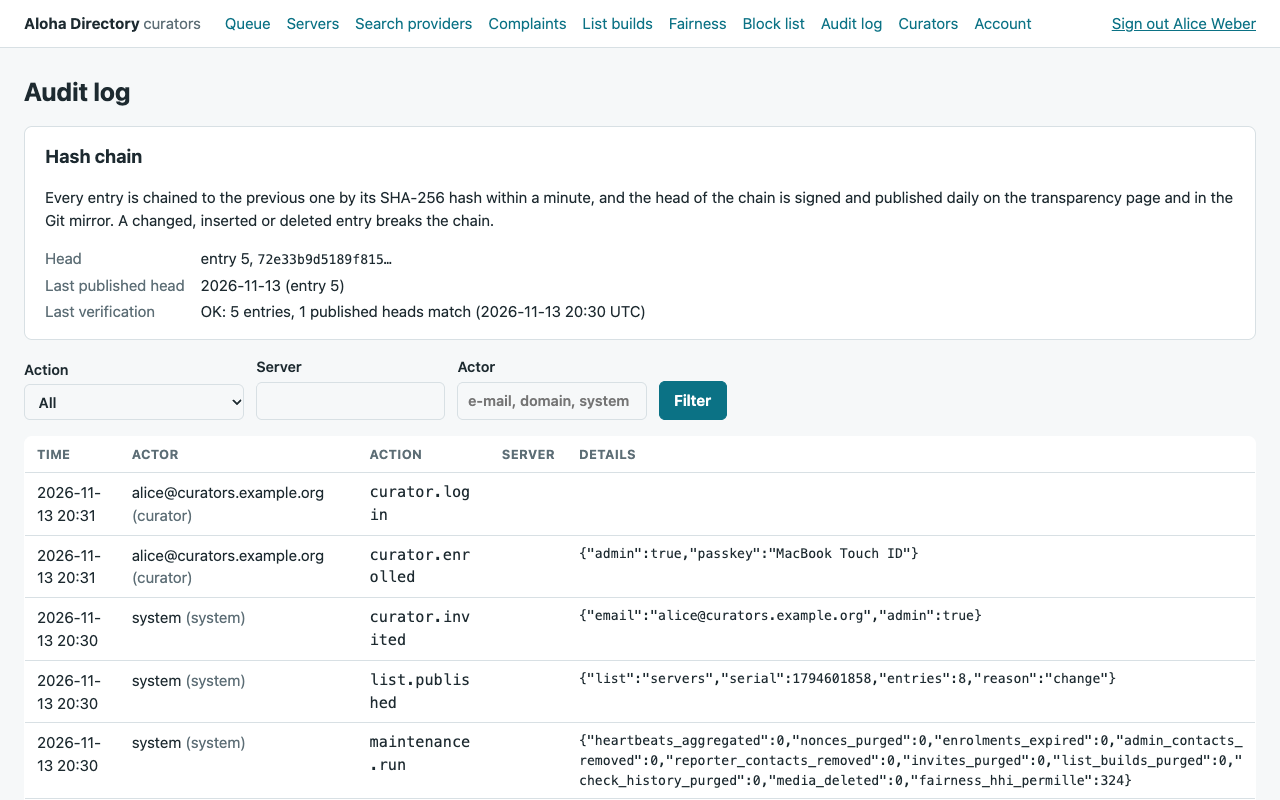 Aloha Directory curators Queue Servers Search providers Complaints List builds Fairness Block list Audit log Curators Account Sign out Alice Weber
Audit log
Hash chain
Every entry is chained to the previous one by its SHA-256 hash within a minute, and the head of the chain is signed and published daily on the transparency page and in the
Git mirror. A changed, inserted or deleted entry breaks the chain.
Head entry 5, 72e33b9d5189f815…
Last published head 2026-11-13 (entry 5)
Last verification OK: 5 entries, 1 published heads match (2026-11-13 20:30 UTC)
Action Server Actor
All e-mail, domain, system Filter
TIME ACTOR ACTION SERVER DETAILS
2026-11- alice@curators.example.org curator.log
13 20:31 (curator) in
2026-11- alice@curators.example.org curator.enr {"admin":true,"passkey":"MacBook Touch ID"}
13 20:31 (curator) olled
2026-11- system (system) curator.inv {"email":"alice@curators.example.org","admin":true}
13 20:30 ited
2026-11- system (system) list.publis {"list":"servers","serial":1794601858,"entries":8,"reason":"change"}
13 20:30 hed
2026-11- system (system) maintenance {"heartbeats_aggregated":0,"nonces_purged":0,"enrolments_expired":0,"admin_contacts_
13 20:30 .run removed":0,"reporter_contacts_removed":0,"invites_purged":0,"list_builds_purged":0,"
check_history_purged":0,"media_deleted":0,"fairness_hhi_permille":324}